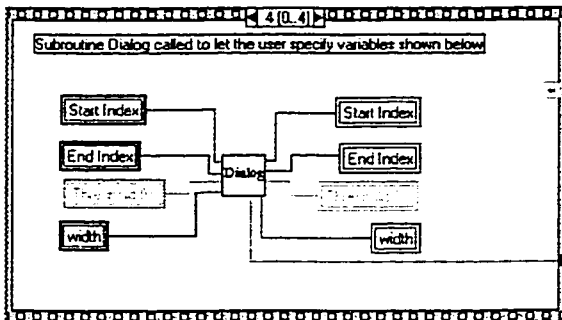 4 [0..4]
Subroutine Dialog called to let the user specify variables shown below
Start Index
Start Index
End Index
Dialog
End Index
width
width